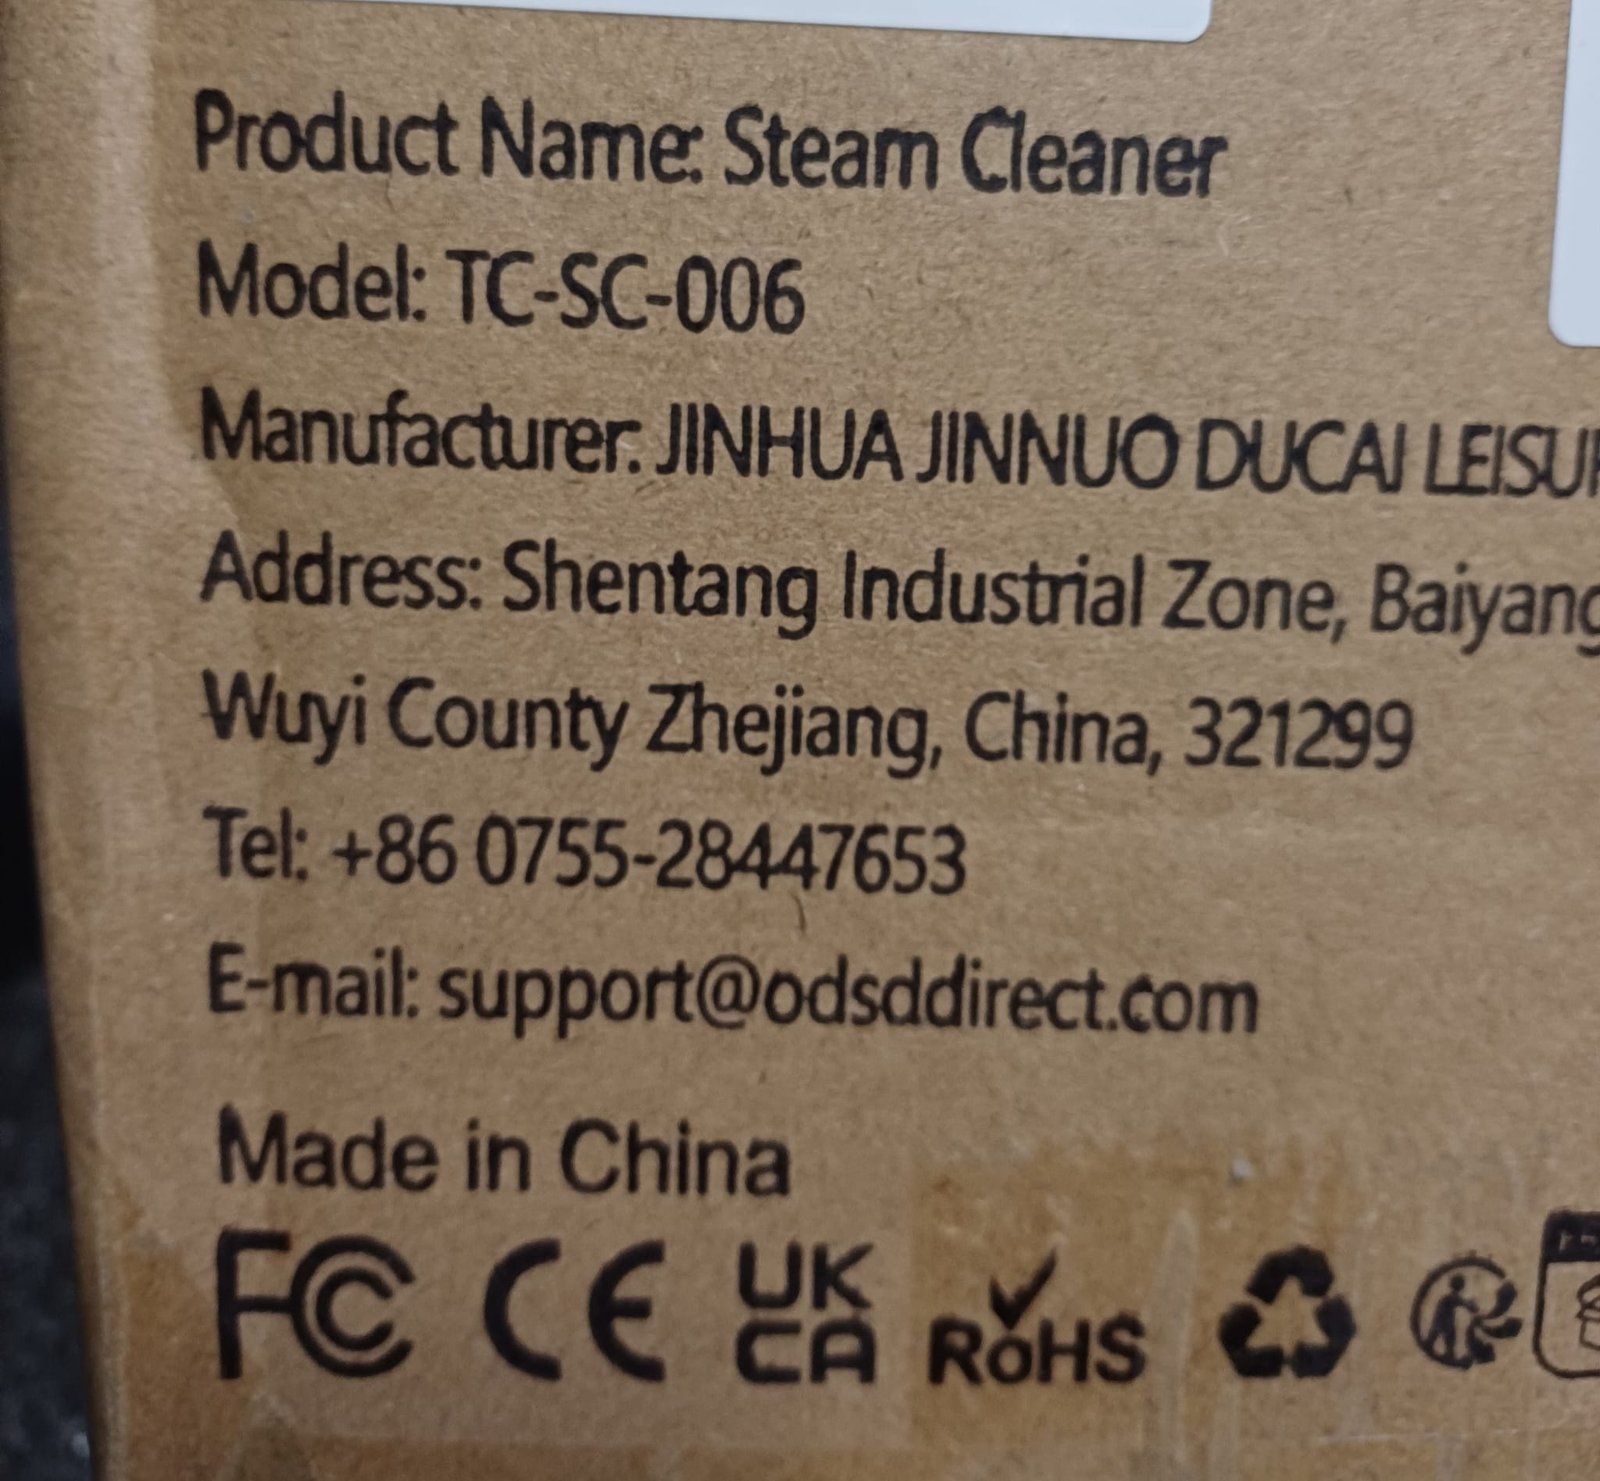 Product Name: Steam Cleaner
Model: TC-SC-006
Manufacturer: JINHUA JINNUO DUCAI
Address: Shentang Industrial Zone, Baiyang
Wuyi County Zhejiang, China, 321299
Tel: +86 0755-28447653
E-mail: support@odsddirect.com
Made in China
FC CE UK CA RoHS